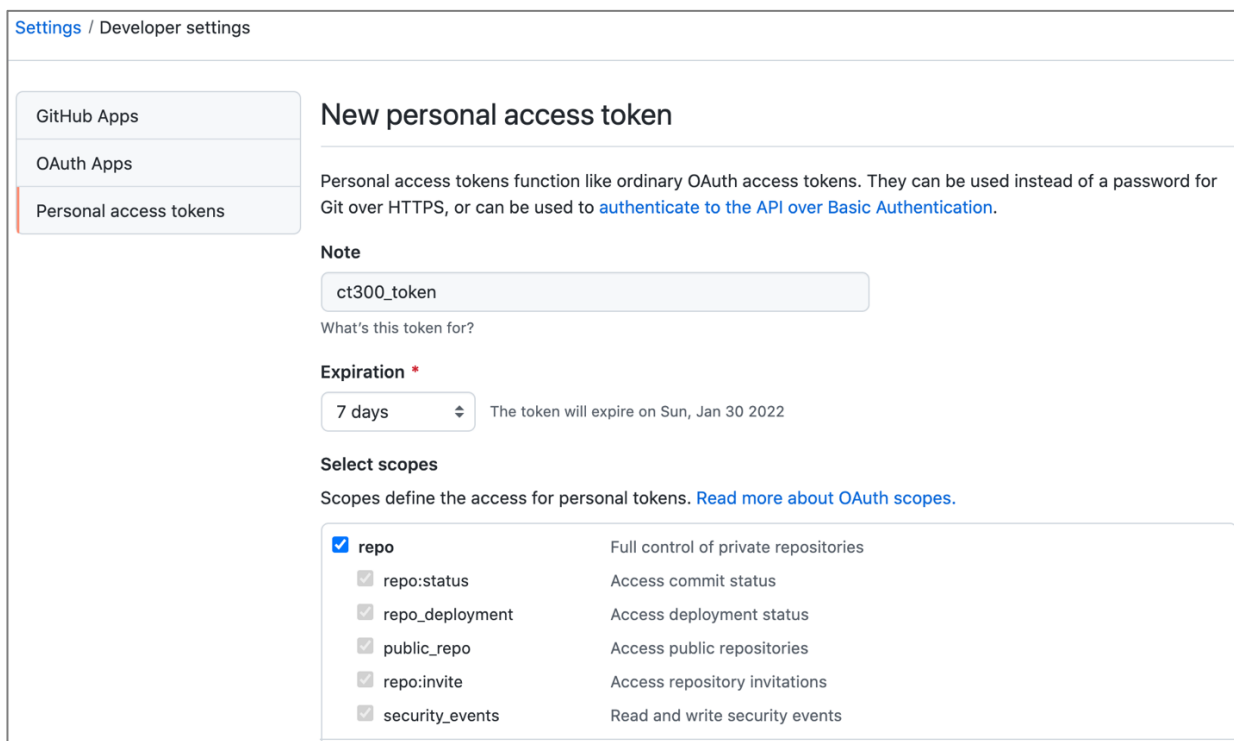 Settings / Developer settings
GitHub Apps
OAuth Apps
Personal access tokens
New personal access token
Personal access tokens function like ordinary OAuth access tokens. They can be used instead of a password for
Git over HTTPS, or can be used to authenticate to the API over Basic Authentication.
Note
ct300_token
What's this token for?
Expiration *
7 days The token will expire on Sun, Jan 30 2022
Select scopes
Scopes define the access for personal tokens. Read more about OAuth scopes.
repo Full control of private repositories
repo:status Access commit status
repo_deployment Access deployment status
public_repo Access public repositories
repo:invite Access repository invitations
security_events Read and write security events